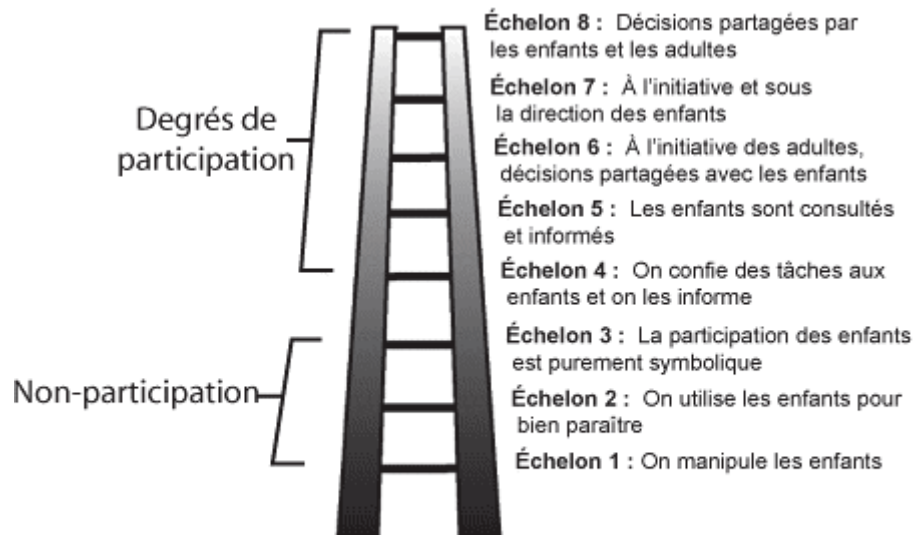 Échelon 8 : Décisions partagées par
les enfants et les adultes
Échelon 7 : À l'initiative et sous
la direction des enfants
Degrés de
participation
Échelon 6 : À l'initiative des adultes,
décisions partagées avec les enfants
Échelon 5 : Les enfants sont consultés
et informés
Échelon 4 : On confie des tâches aux
enfants et on les informe
Échelon 3 : La participation des enfants
est purement symbolique
Non-participation
Échelon 2 : On utilise les enfants pour
bien paraître
Échelon 1 : On manipule les enfants